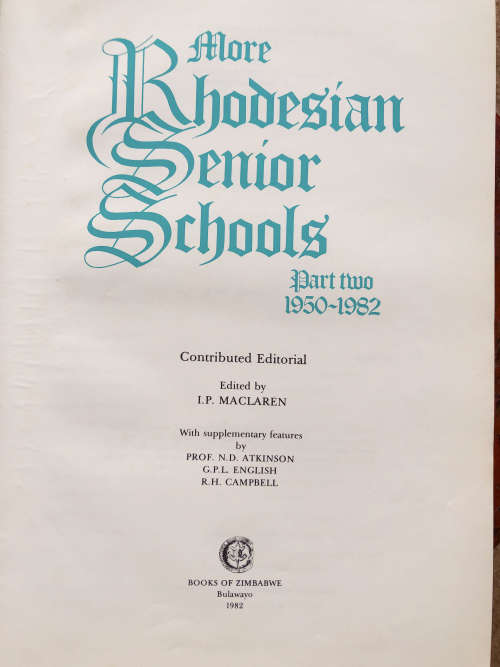 More
Rhodesian
Senior
Schools
Part two
1950-1982
Contributed Editorial
Edited by
I.P. MACLAREN
With supplementary features
by
PROF. N.D. ATKINSON
G.P.L. ENGLISH
R.H. CAMPBELL
BOOKS OF ZIMBABWE
Bulawayo
1982